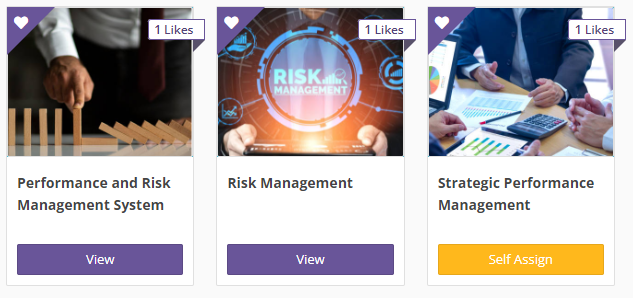 1 Likes
1 Likes
1 Likes
RISK
MANAGEMENT
Performance and Risk
Management System
Risk Management
Strategic Performance
Management
View
View
Self Assign